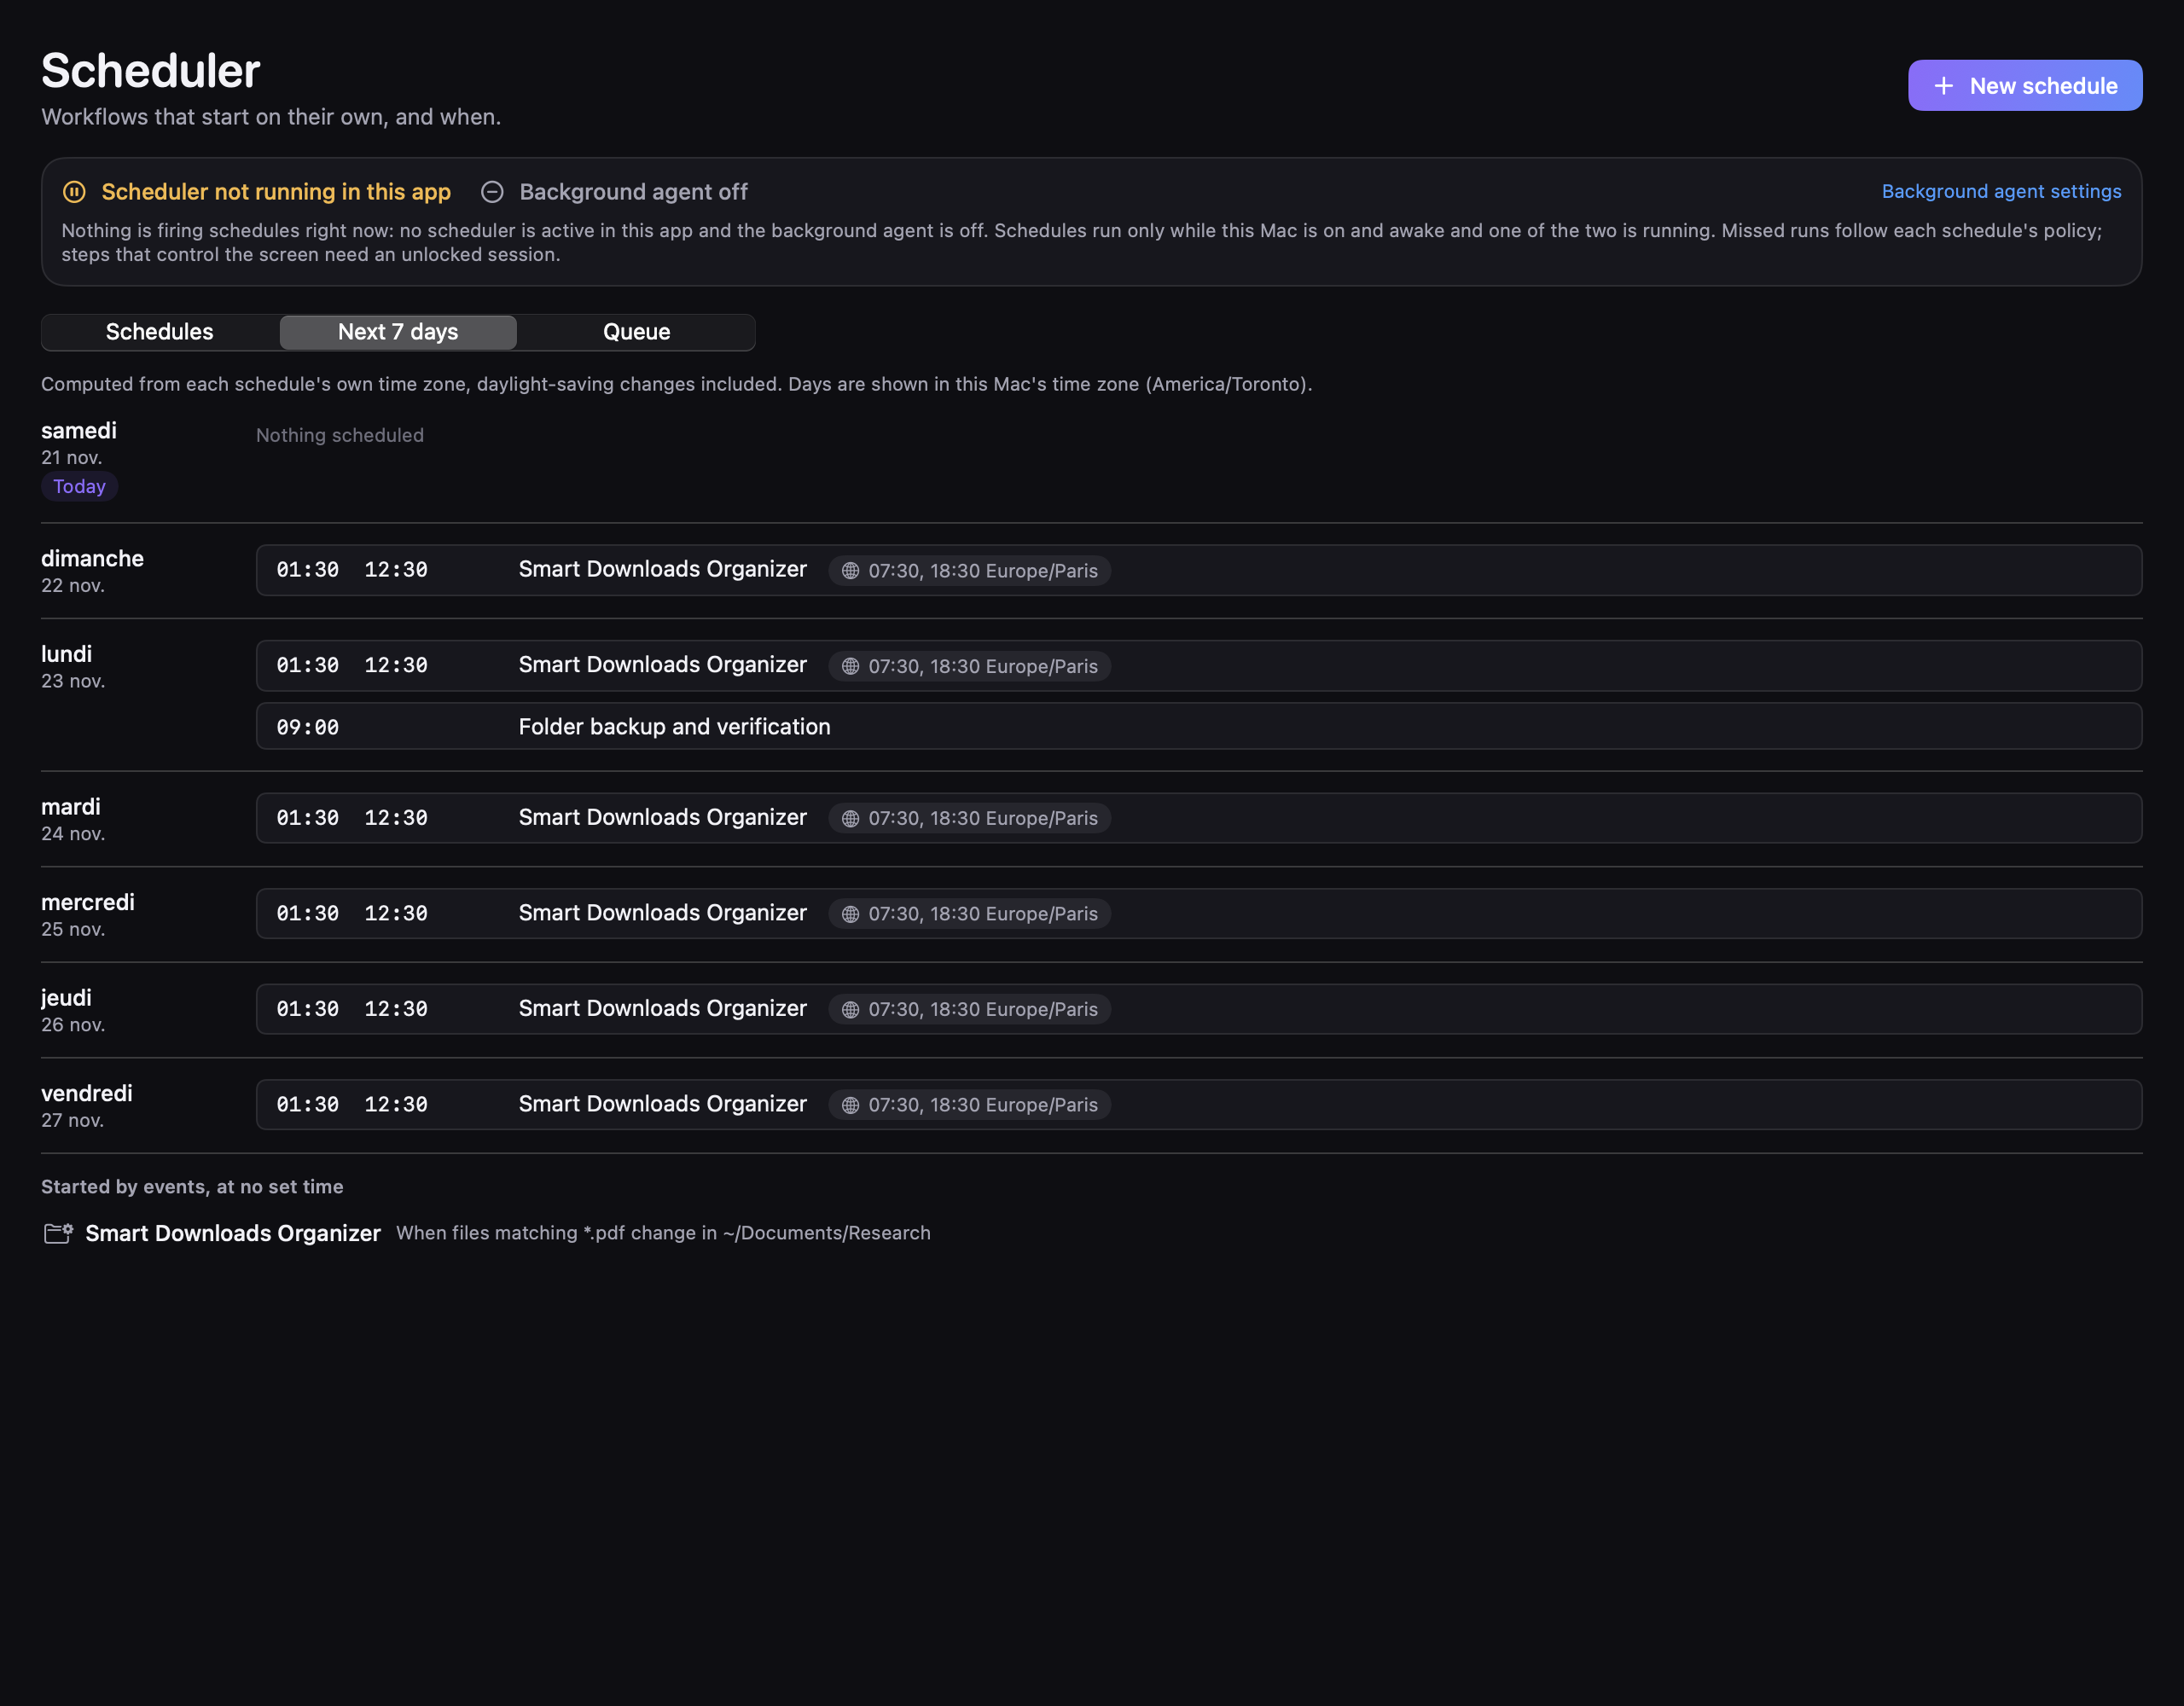 Scheduler
Workflows that start on their own, and when.
+ New schedule
Scheduler not running in this app
Background agent off
Background agent settings
Nothing is firing schedules right now: no scheduler is active in this app and the background agent is off. Schedules run only while this Mac is on and awake and one of the two is running. Missed runs follow each schedule's policy;
steps that control the screen need an unlocked session.
Schedules
Next 7 days
Queue
Computed from each schedule's own time zone, daylight-saving changes included. Days are shown in this Mac's time zone (America/Toronto).
samedi
21 nov.
Today
Nothing scheduled
dimanche
22 nov.
01:30 12:30 Smart Downloads Organizer 07:30, 18:30 Europe/Paris
lundi
23 nov.
01:30 12:30 Smart Downloads Organizer 07:30, 18:30 Europe/Paris
09:00 Folder backup and verification
mardi
24 nov.
01:30 12:30 Smart Downloads Organizer 07:30, 18:30 Europe/Paris
mercredi
25 nov.
01:30 12:30 Smart Downloads Organizer 07:30, 18:30 Europe/Paris
jeudi
26 nov.
01:30 12:30 Smart Downloads Organizer 07:30, 18:30 Europe/Paris
vendredi
27 nov.
01:30 12:30 Smart Downloads Organizer 07:30, 18:30 Europe/Paris
Started by events, at no set time
Smart Downloads Organizer When files matching *.pdf change in ~/Documents/Research